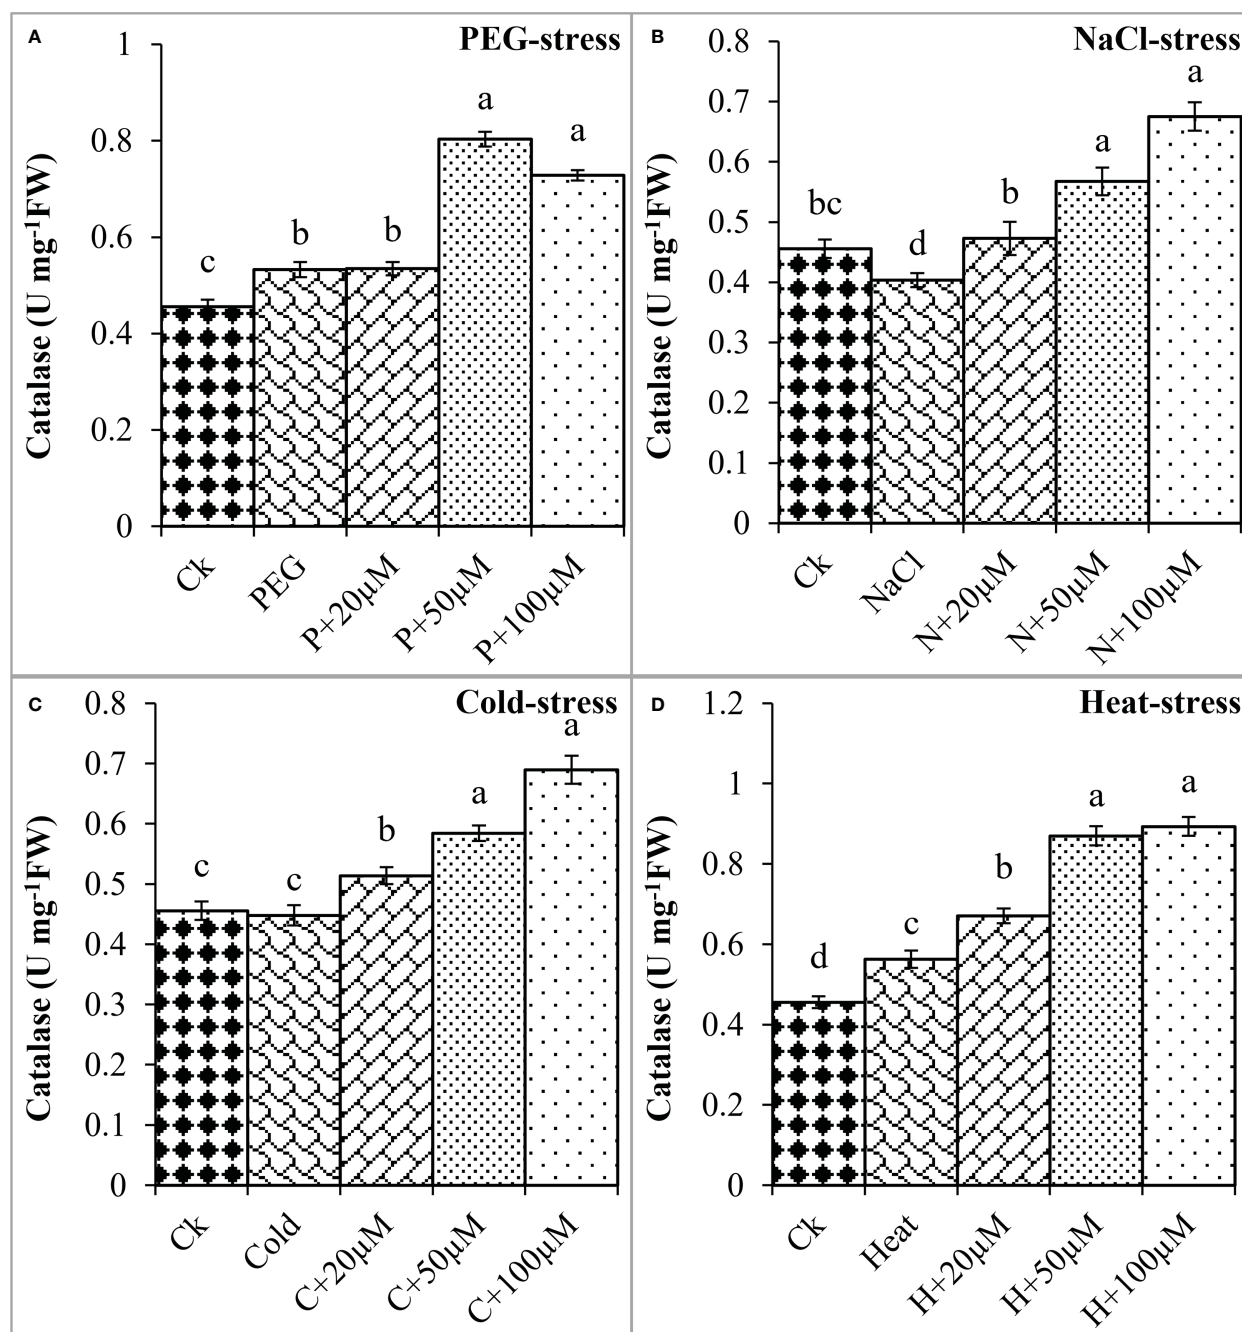 A
PEG-stress
Catalase (U mg-1FW)
1
0.8
0.6
0.4
0.2
0
c
b
b
a
a
Ck
PEG
P+20µM
P+50µM
P+100µM
B
NaCl-stress
Catalase (U mg-1FW)
0.8
0.7
0.6
0.5
0.4
0.3
0.2
0.1
0
bc
d
b
a
a
Ck
NaCl
N+20µM
N+50µM
N+100µM
C
Cold-stress
Catalase (U mg-1FW)
0.8
0.7
0.6
0.5
0.4
0.3
0.2
0.1
0
c
c
b
a
a
Ck
Cold
C+20µM
C+50µM
C+100µM
D
Heat-stress
Catalase (U mg-1FW)
1.2
1
0.8
0.6
0.4
0.2
0
d
c
b
a
a
Ck
Heat
H+20µM
H+50µM
H+100µM